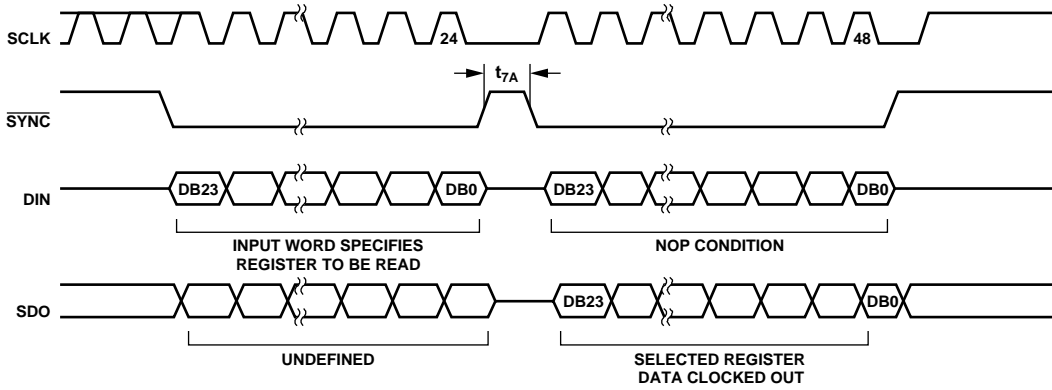 SCLK
24
48
t7A
SYNC
DIN
DB23
DB0
DB23
DB0
INPUT WORD SPECIFIES
REGISTER TO BE READ
NOP CONDITION
SDO
DB23
DB0
UNDEFINED
SELECTED REGISTER
DATA CLOCKED OUT